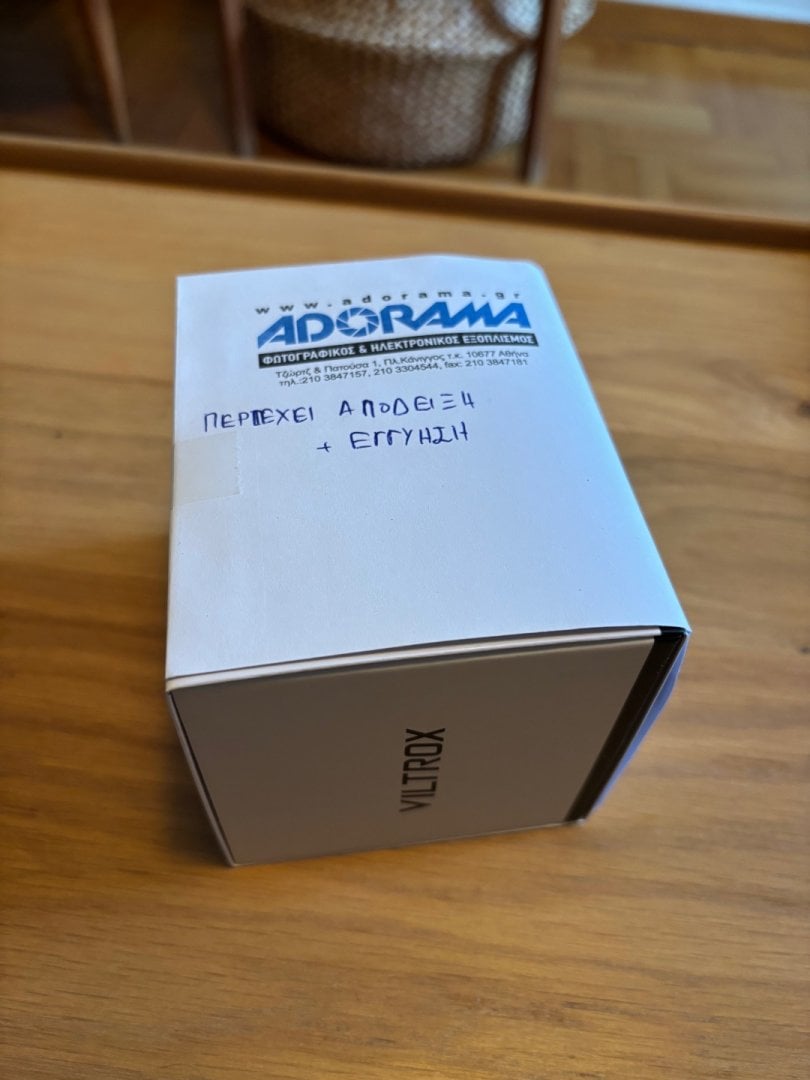 www.adorama.gr
ADORAMA
ΦΩΤΟΓΡΑΦΙΚΟΣ & ΗΛΕΚΤΡΟΝΙΚΟΣ ΕΞΟΠΛΙΣΜΟΣ
Τζώρτζ & Πατούσα 1, Πλ.Κάνιγγος τ.κ. 10677 Αθήνα
τηλ.:210 3847157, 210 3304544, fax: 210 3847181
ΠΕΡΙΕΧΕΙ ΑΠΟΔΕΙΞΗ
+ ΕΓΓΥΗΣΗ
VILTROX